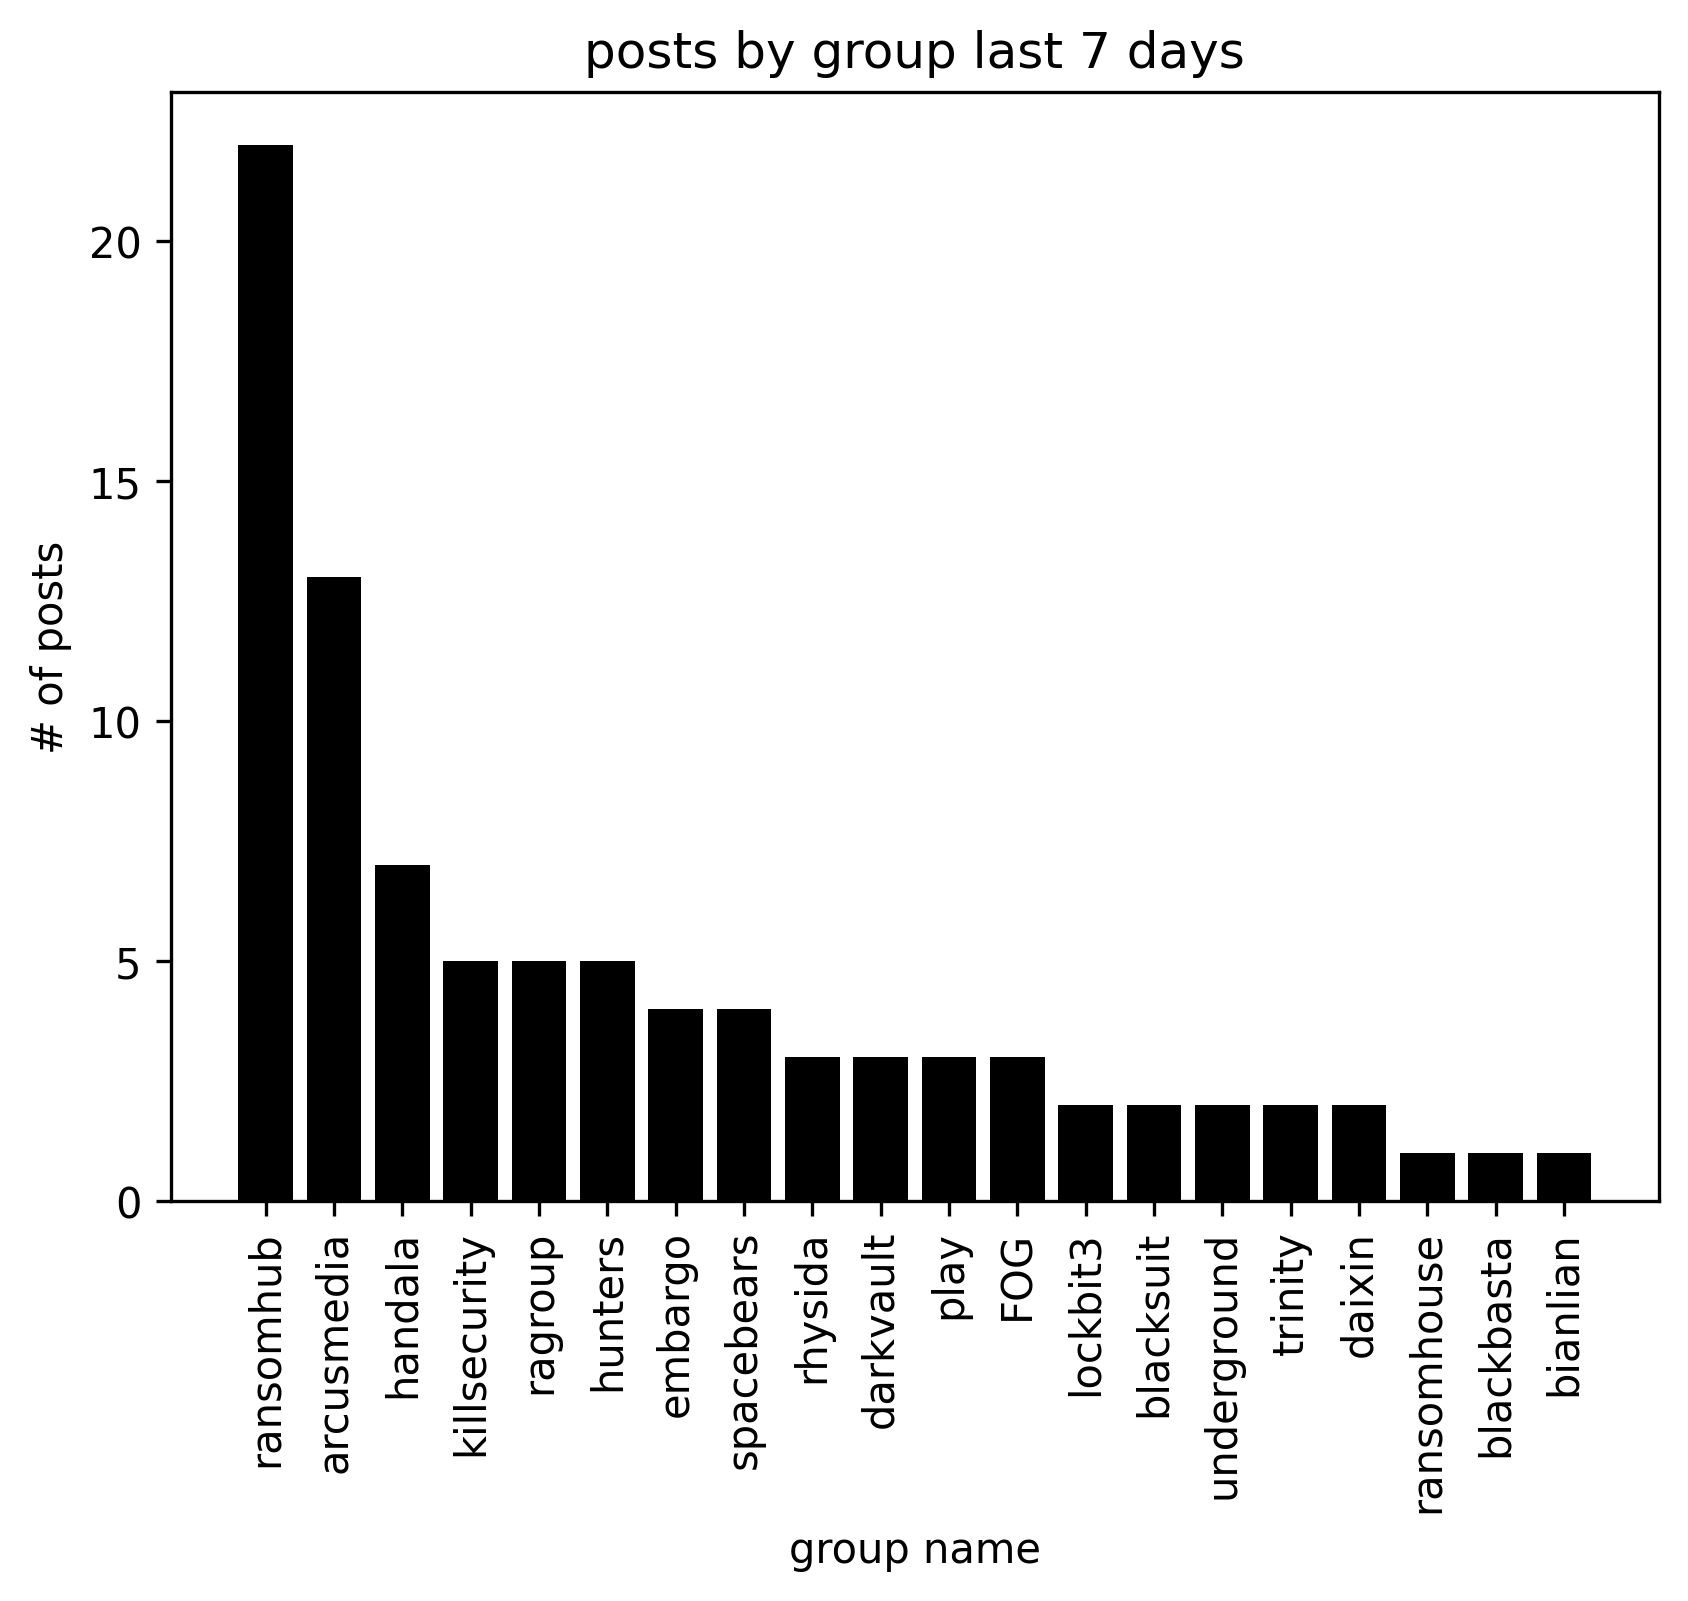 posts by group last 7 days
# of posts
20
15
10
5
0
ransomhub
arcusmedia
handala
killsecurity
ragroup
hunters
embargo
spacebears
rhysida
darkvault
play
FOG
lockbit3
blacksuit
underground
trinity
daixin
ransomhouse
blackbasta
bianlian
group name